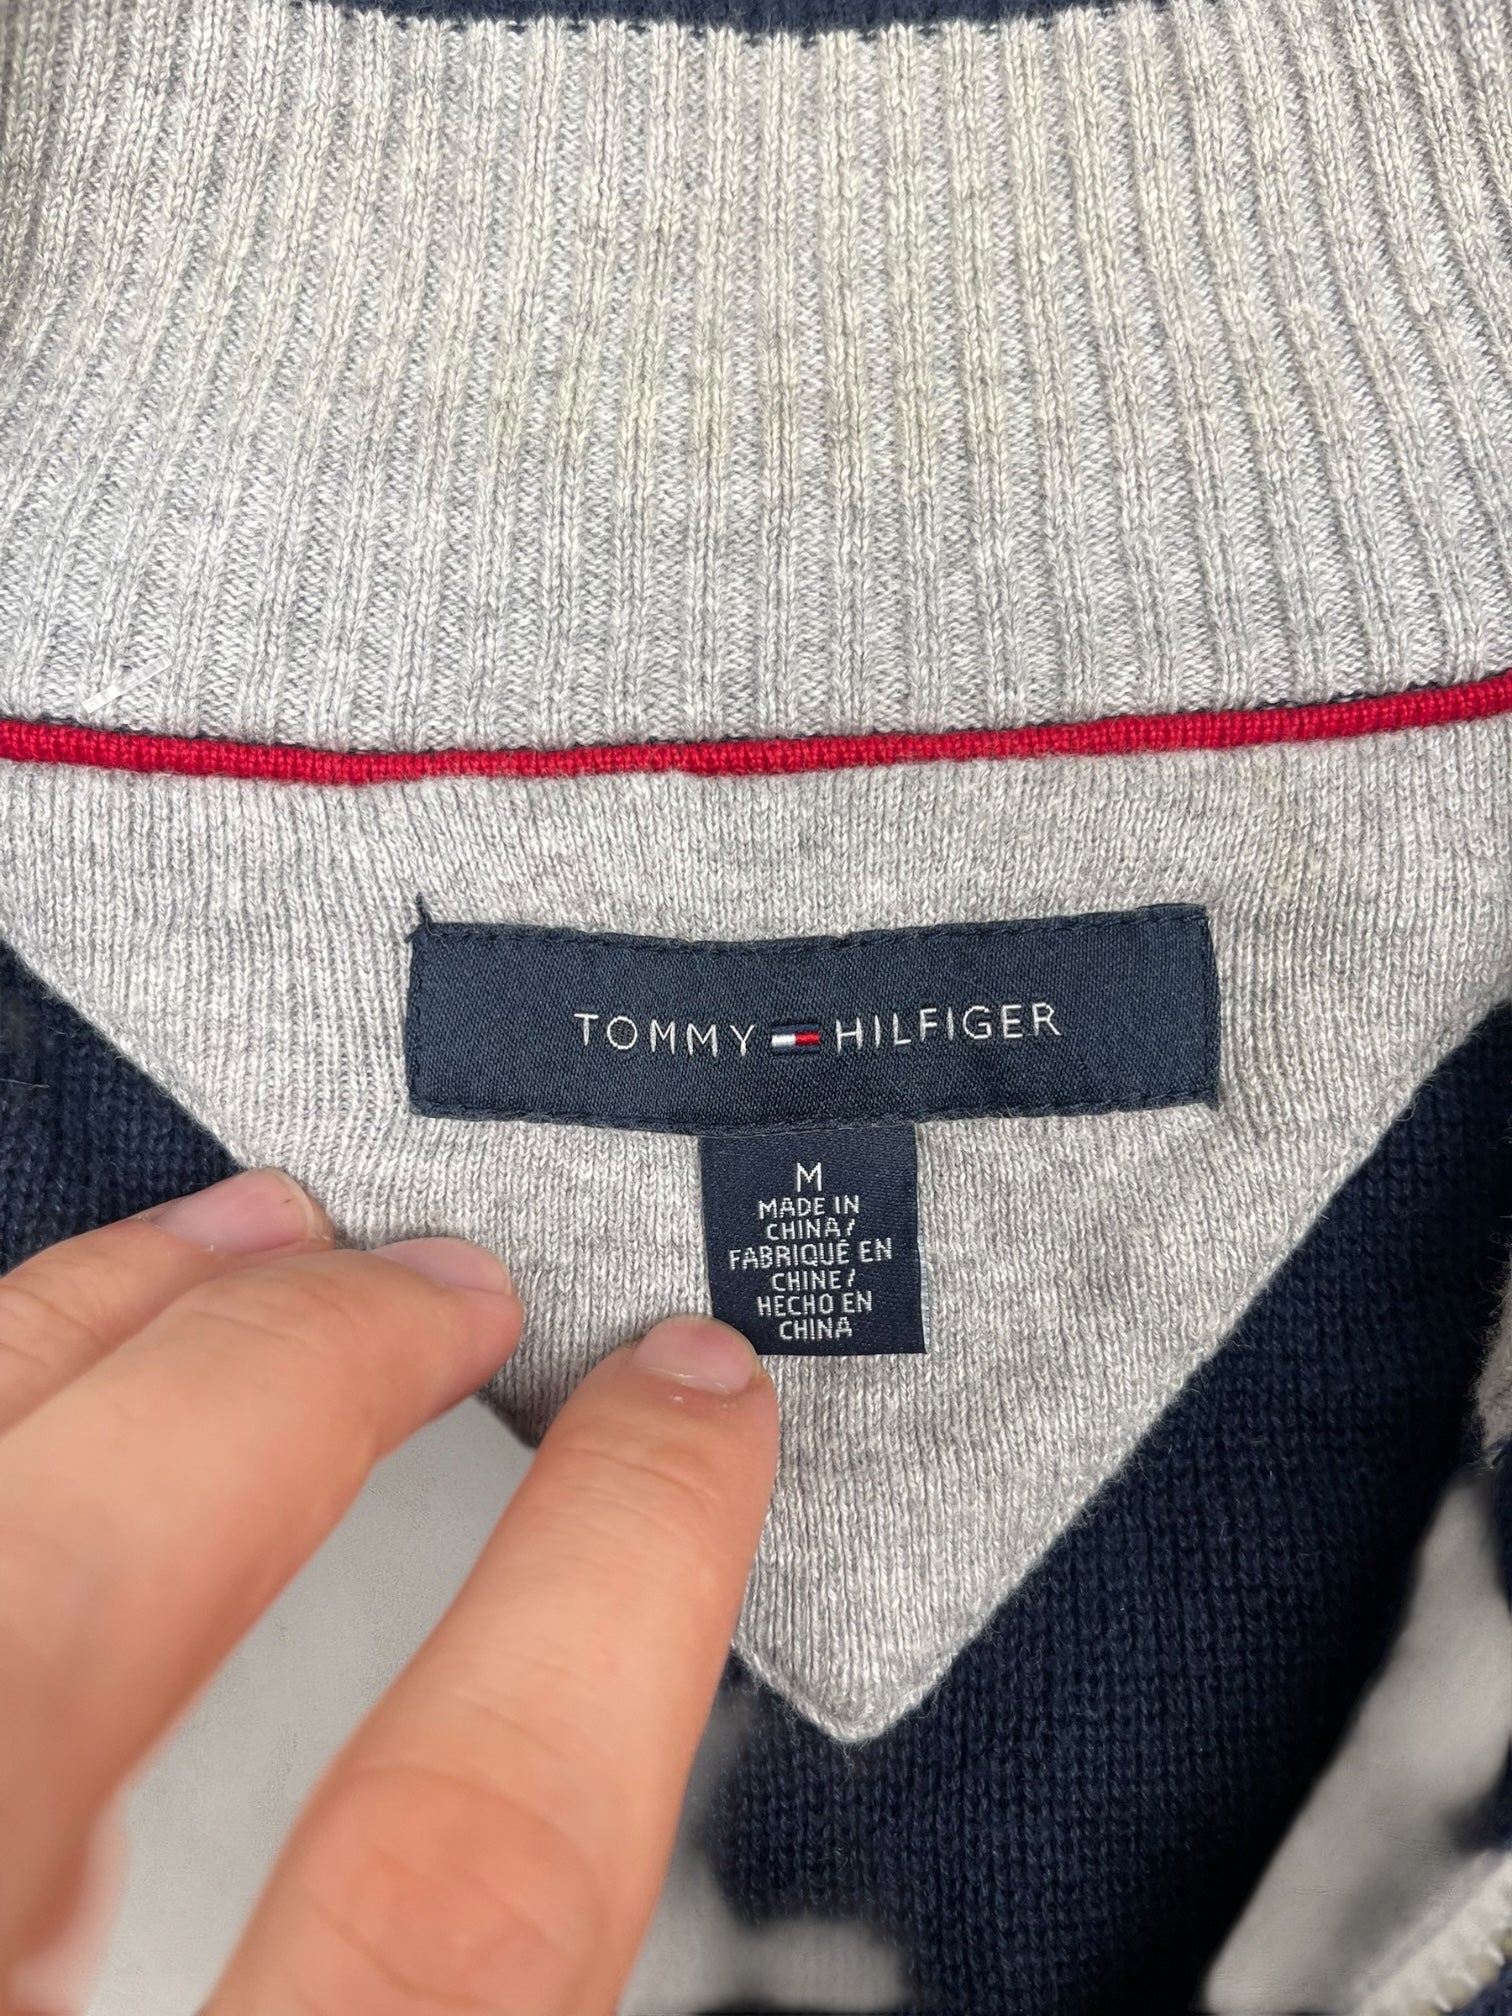 TOMMY HILFIGER
M
MADE IN
CHINA/
FABRIQUÉ EN
CHINE/
HECHO EN
CHINA